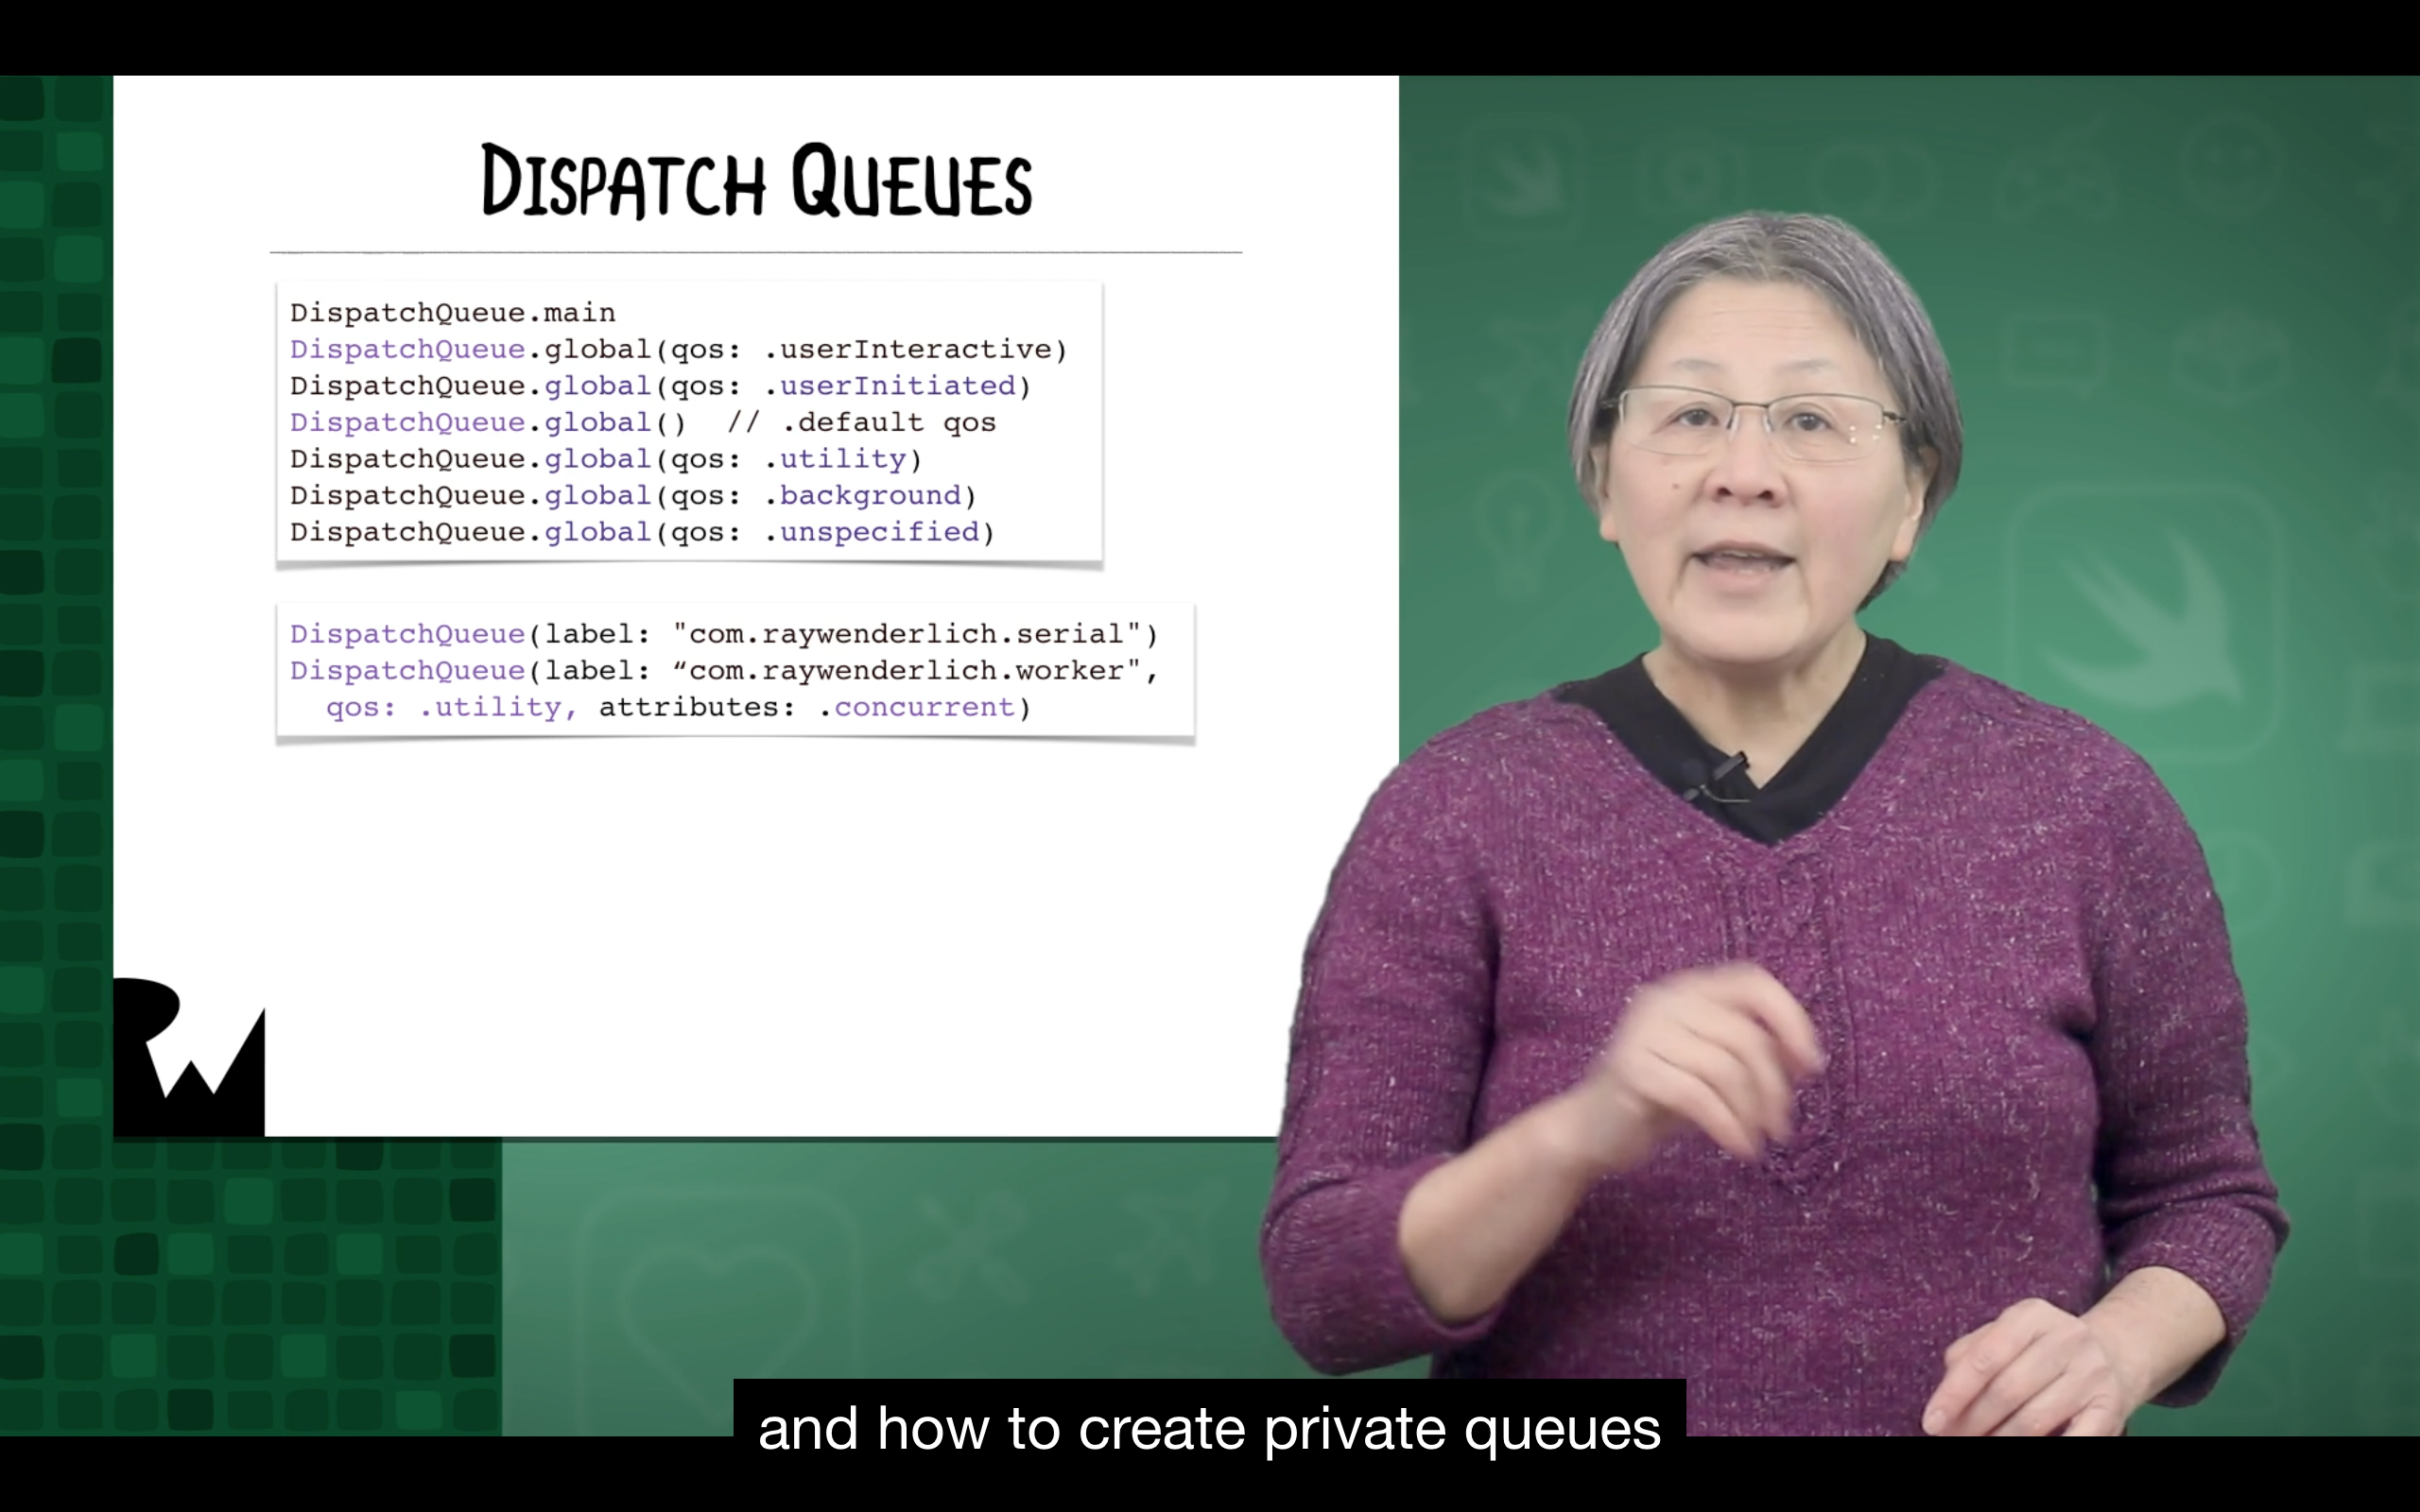 DISPATCH QUEUES
DispatchQueue.main
DispatchQueue.global(qos: .userInteractive)
DispatchQueue.global(qos: .userInitiated)
DispatchQueue.global()  // .default qos
DispatchQueue.global(qos: .utility)
DispatchQueue.global(qos: .background)
DispatchQueue.global(qos: .unspecified)
DispatchQueue(label: "com.raywenderlich.serial")
DispatchQueue(label: “com.raywenderlich.worker",
  qos: .utility, attributes: .concurrent)
RW
and how to create private queues